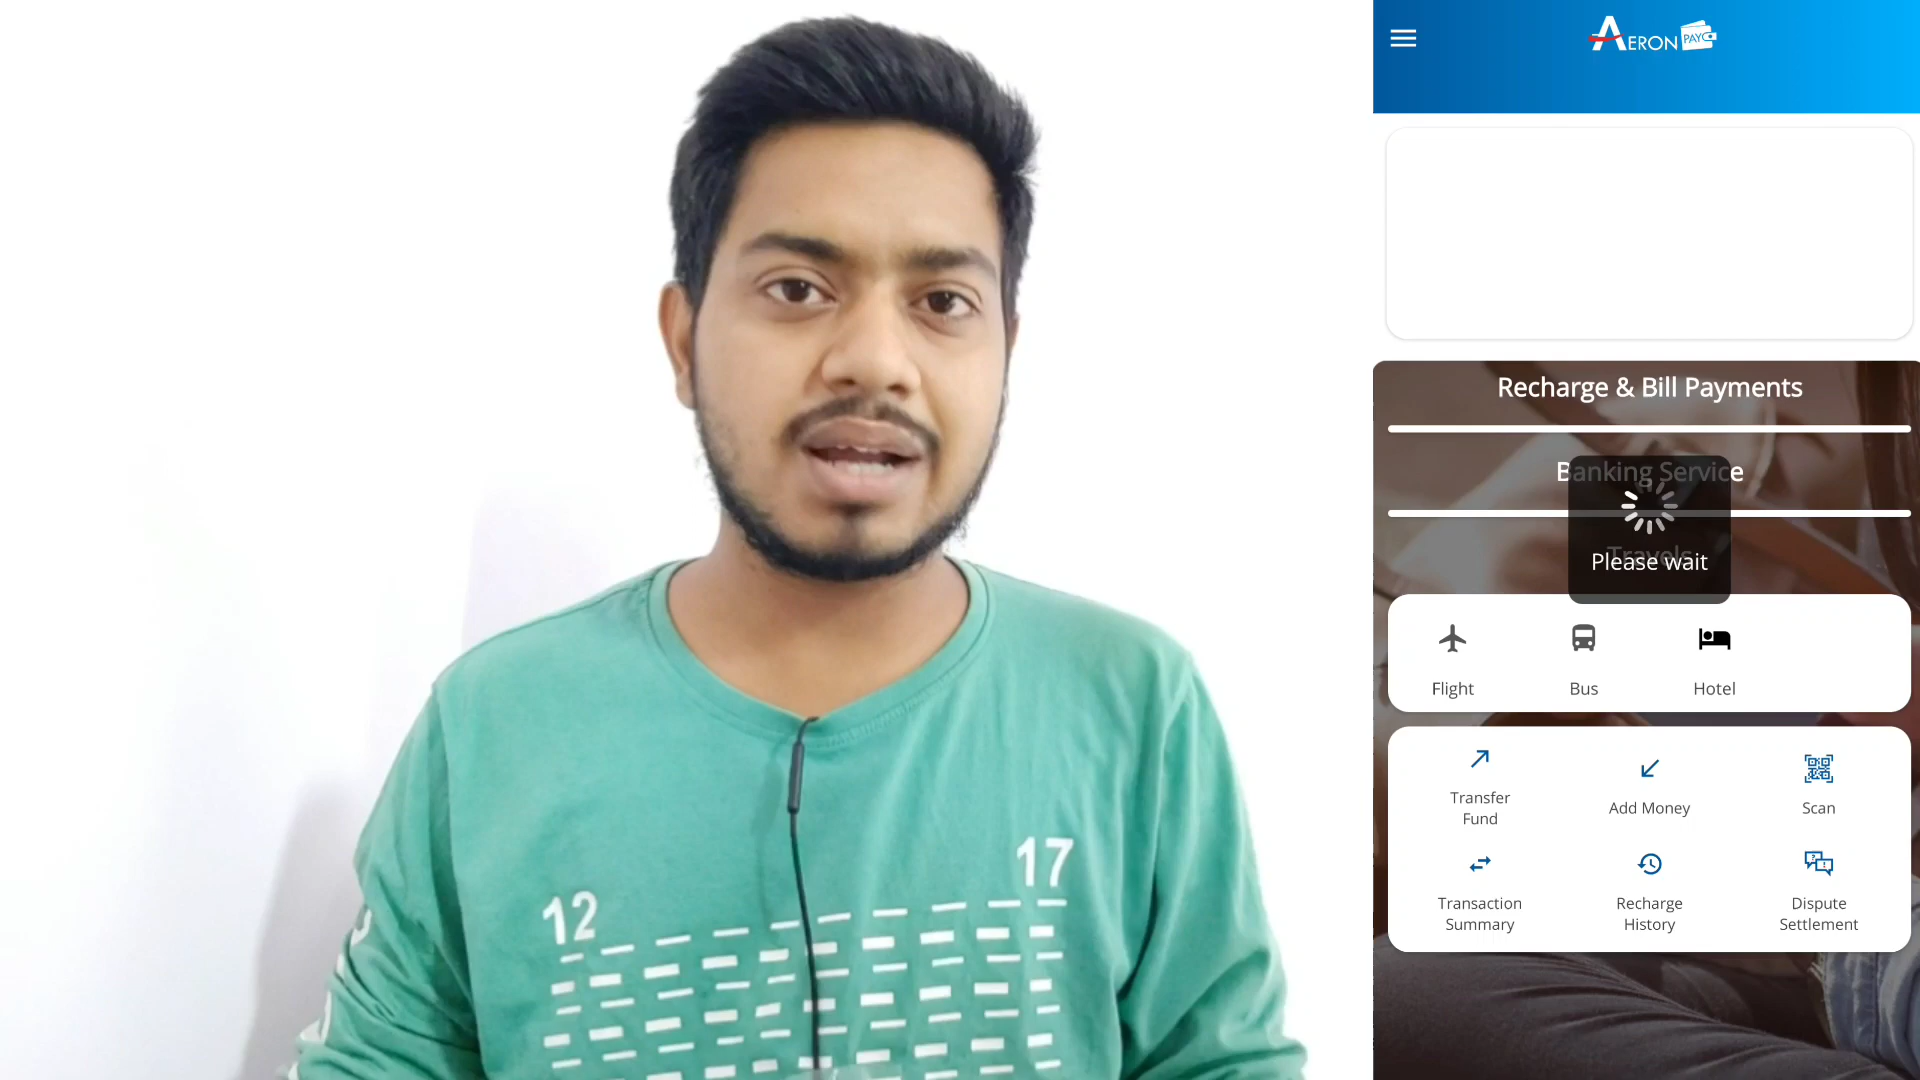 AERON PAY
Recharge & Bill Payments
Banking Service
Travels
Please wait
Flight
Bus
Hotel
Transfer
Fund
Add Money
Scan
Transaction
Summary
Recharge
History
Dispute
Settlement
12
17